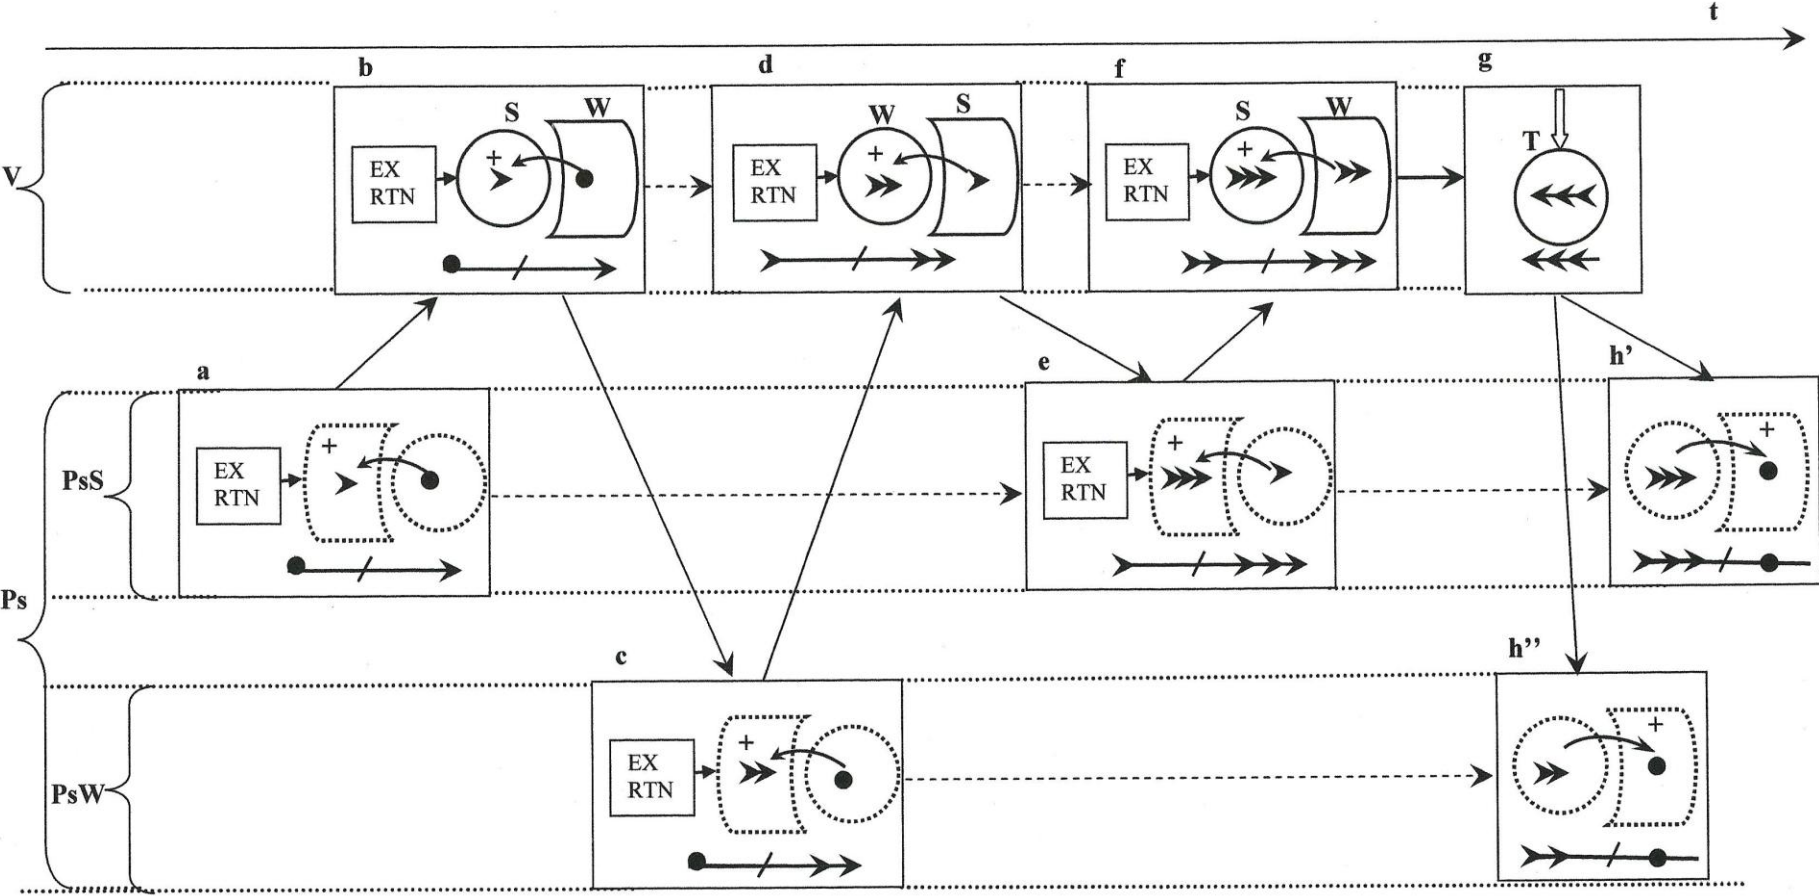 t
b
d
f
g
S W
W S
S W
T
V
+
+
+
EX
RTN
EX
RTN
EX
RTN
a
e
h’
PsS
+
+
+
EX
RTN
EX
RTN
Ps
c
h’’
PsW
+
+
EX
RTN